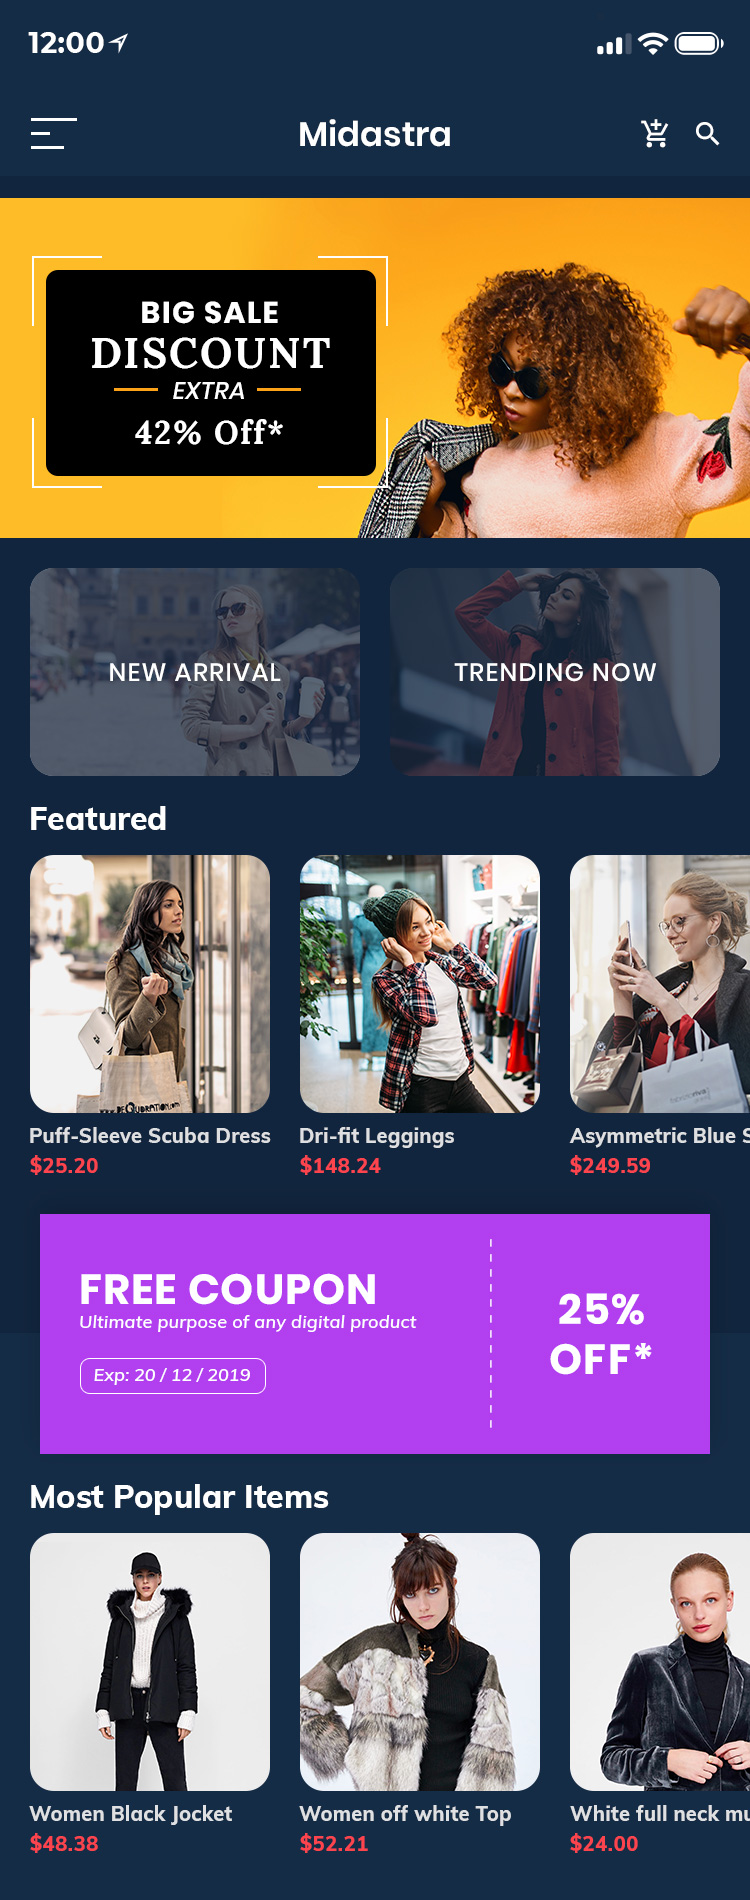 12:00
Midastra
BIG SALE
DISCOUNT
EXTRA
42% Off*
NEW ARRIVAL
TRENDING NOW
Featured
Puff-Sleeve Scuba Dress
Dri-fit Leggings
Asymmetric Blue S
$25.20
$148.24
$249.59
FREE COUPON
Ultimate purpose of any digital product
Exp: 20 / 12 / 2019
25%
OFF*
Most Popular Items
Women Black Jocket
Women off white Top
White full neck mu
$48.38
$52.21
$24.00